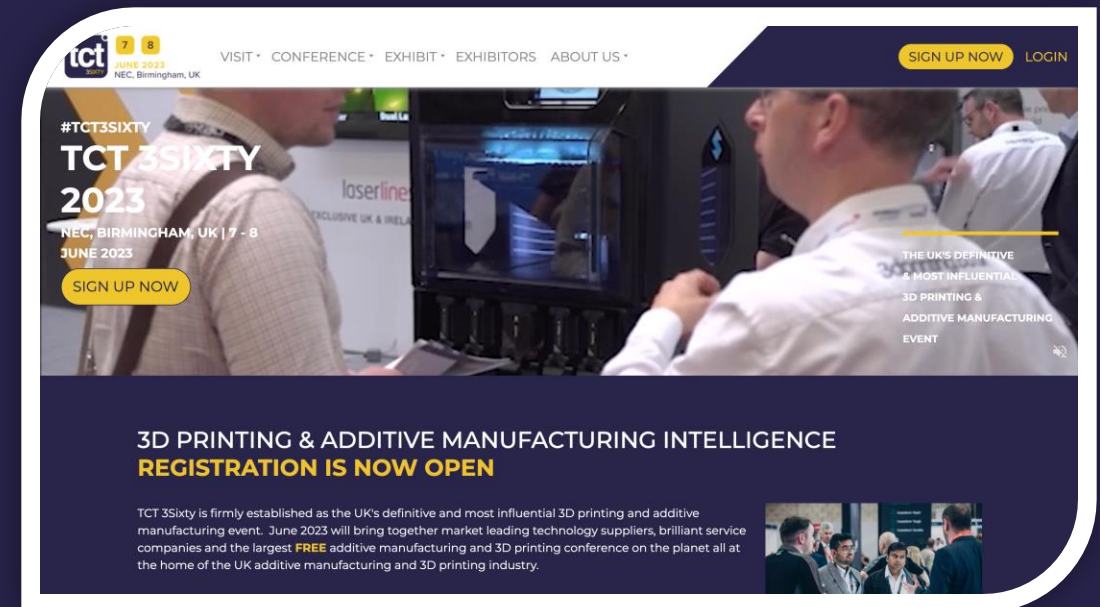 tct
3SIXTY
7 8
JUNE 2023
NEC, Birmingham, UK
VISIT
CONFERENCE
EXHIBIT
EXHIBITORS
ABOUT US
SIGN UP NOW
LOGIN
#TCT3SIXTY
TCT 3SIXTY
2023
NEC, BIRMINGHAM, UK | 7 - 8
JUNE 2023
SIGN UP NOW
laserline
EXCLUSIVE UK & IRELA
THE UK'S DEFINITIVE
& MOST INFLUENTIAL
3D PRINTING &
ADDITIVE MANUFACTURING
EVENT
3D PRINTING & ADDITIVE MANUFACTURING INTELLIGENCE
REGISTRATION IS NOW OPEN
TCT 3Sixty is firmly established as the UK's definitive and most influential 3D printing and additive
manufacturing event. June 2023 will bring together market leading technology suppliers, brilliant service
companies and the largest FREE additive manufacturing and 3D printing conference on the planet all at
the home of the UK additive manufacturing and 3D printing industry.